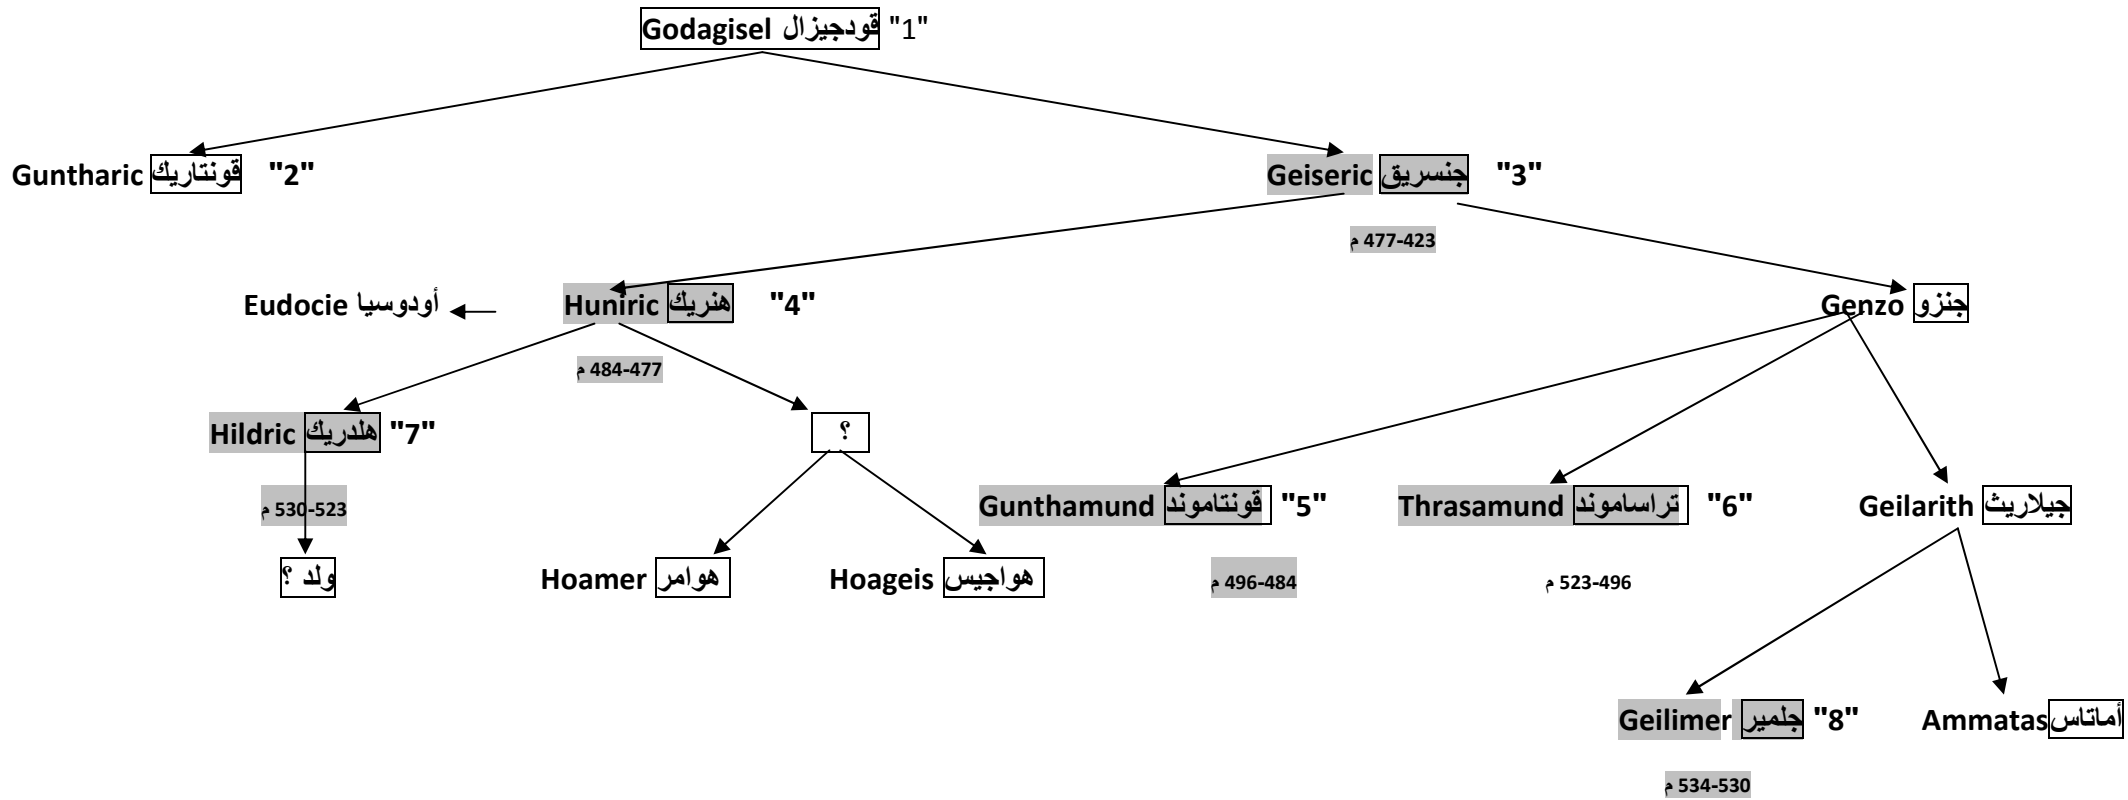 Godagisel قودجيزال "1"
Guntharic قونتاريك "2"
Geiseric جنسريق "3"
423-477 م
Eudocie أودوسيا
Huniric هنريك "4"
Genzo جنزو
477-484 م
Hildric هلدريك "7"
؟
Gunthamund قونتاموند "5"
Thrasamund تراساموند "6"
Geilarith جيلاريث
523-530 م
ولد ؟
Hoamer هوامر
Hoageis هواجيس
484-496 م
496-523 م
Geilimer جلمير "8"
Ammatas أماتاس
530-534 م